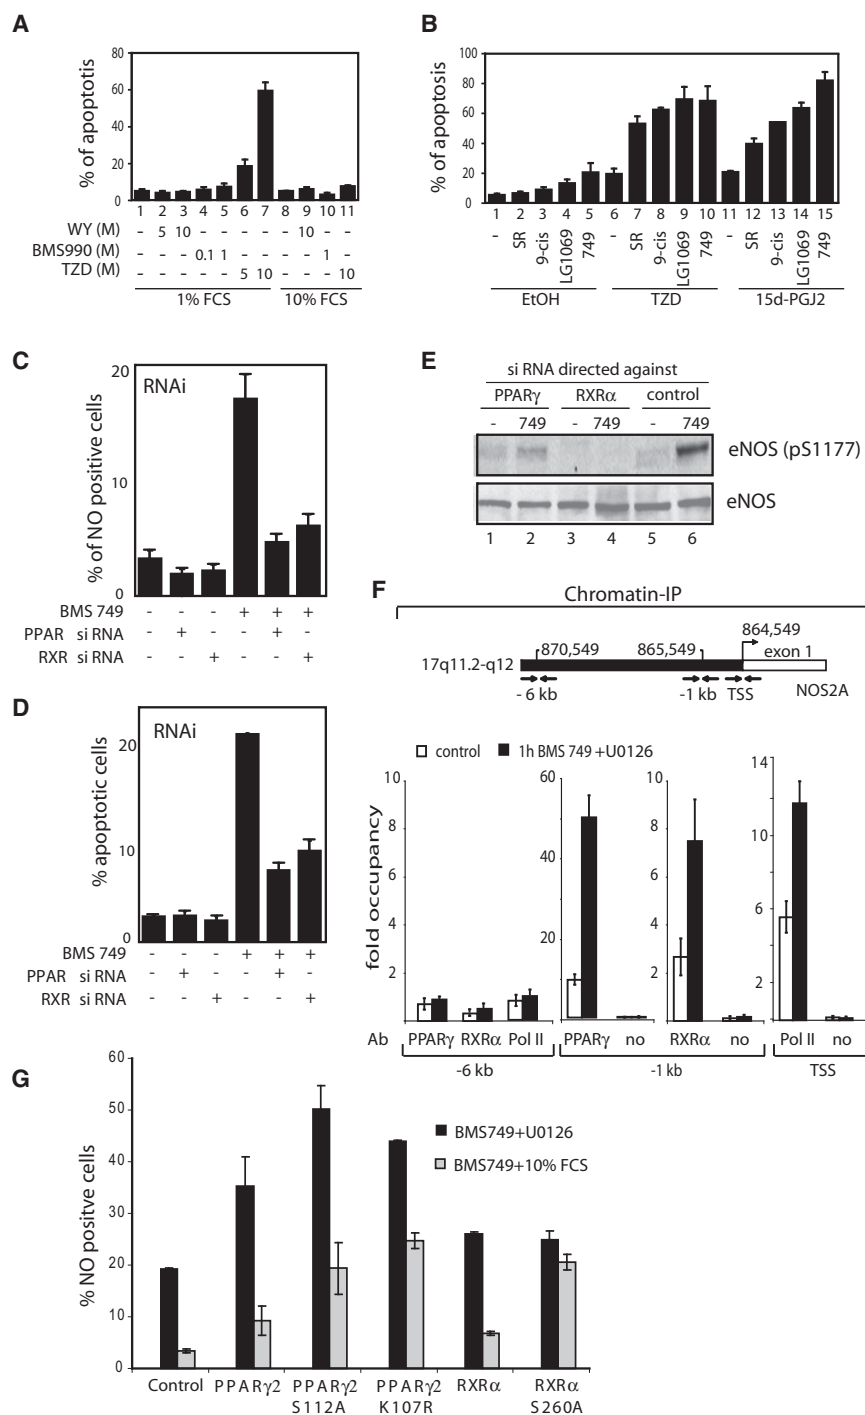 A
80
60
40
20
0
% of apoptotis
1 2 3 4 5 6 7 8 9 10 11
WY (M) - 5 10 - - - - - 10 - -
BMS990 (M) - - - 0.1 1 - - - - 1 -
TZD (M) - - - - - 5 10 - - - 10
1% FCS 10% FCS
B
100
80
60
40
20
0
% of apoptosis
1 2 3 4 5 6 7 8 9 10 11 12 13 14 15
- SR 9-cis LG1069 749 - SR 9-cis LG1069 749 - SR 9-cis LG1069 749
EtOH TZD 15d-PGJ2
C
RNAi
20
10
0
% of NO positive cells
BMS 749 - - - + + +
PPAR si RNA - + - - + -
RXR si RNA - - + - - +
E
si RNA directed against
PPARγ RXRα control
- 749 - 749 - 749
eNOS (pS1177)
eNOS
1 2 3 4 5 6
D
RNAi
20
10
0
% apoptotic cells
BMS 749 - - - + + +
PPAR si RNA - + - - + -
RXR si RNA - - + - - +
F
Chromatin-IP
864,549
870,549 865,549 exon 1
17q11.2-q12
- 6 kb -1 kb TSS NOS2A
control 1h BMS 749 +U0126
fold occupancy
10 8 6 4 2
60 50 40 20 10
10 8 6 4 2
14 12 10 6 2
Ab PPARγ RXRα Pol II PPARγ no RXRα no Pol II no
-6 kb -1 kb TSS
G
60
50
40
30
20
10
0
% NO positve cells
BMS749+U0126
BMS749+10% FCS
Control PPARγ2 PPARγ2 PPARγ2 RXRα RXRα
S112A K107R S260A